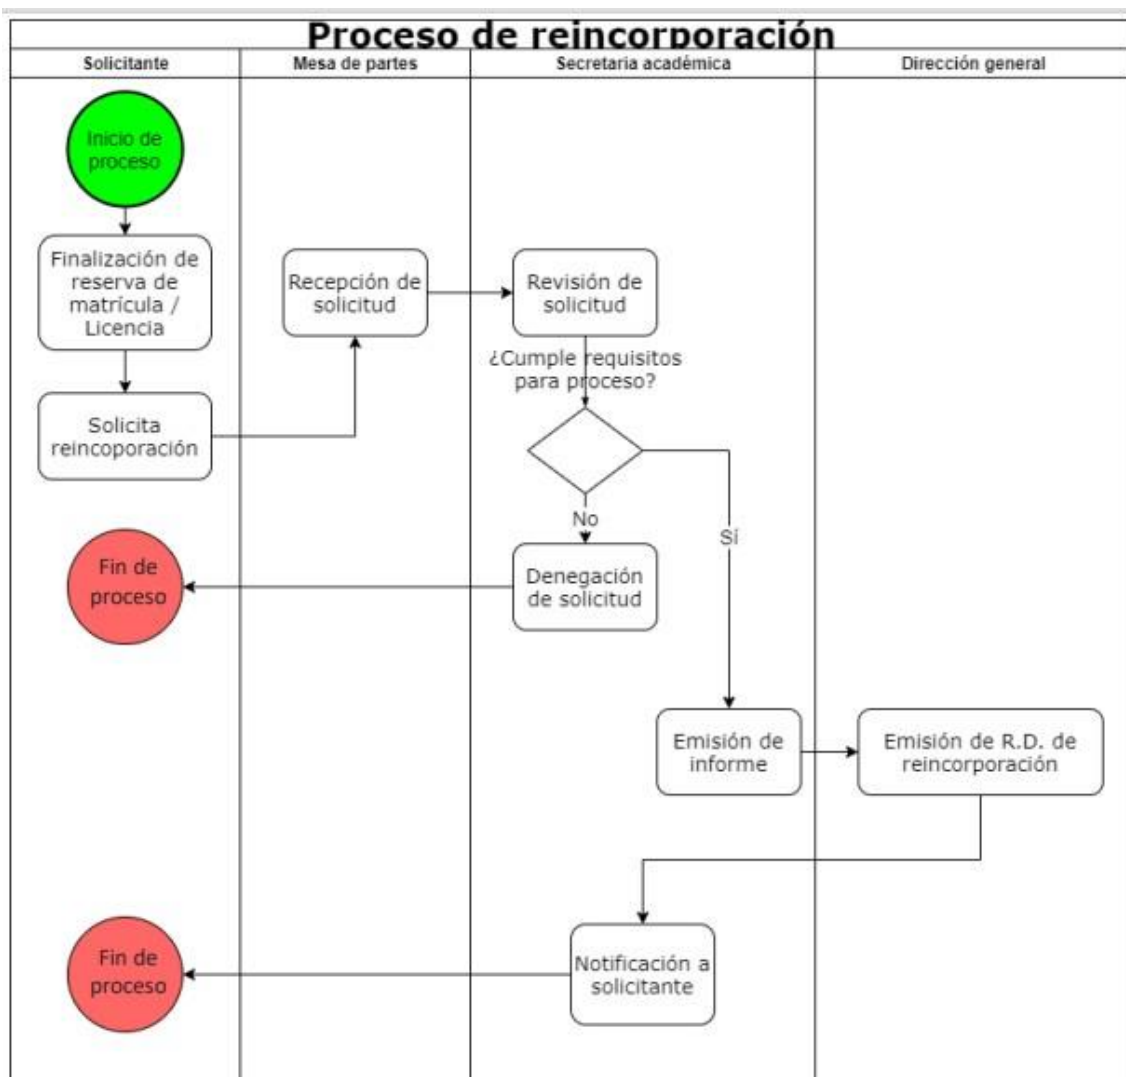 Proceso de reincorporación
Solicitante
Mesa de partes
Secretaria académica
Dirección general
Inicio de
proceso
Finalización de
reserva de
matrícula /
Licencia
Recepción de
solicitud
Revisión de
solicitud
¿Cumple requisitos
para proceso?
Solicita
reincoporación
No
Sí
Fin de
proceso
Denegación
de solicitud
Emisión de
informe
Emisión de R.D. de
reincorporación
Fin de
proceso
Notificación a
solicitante